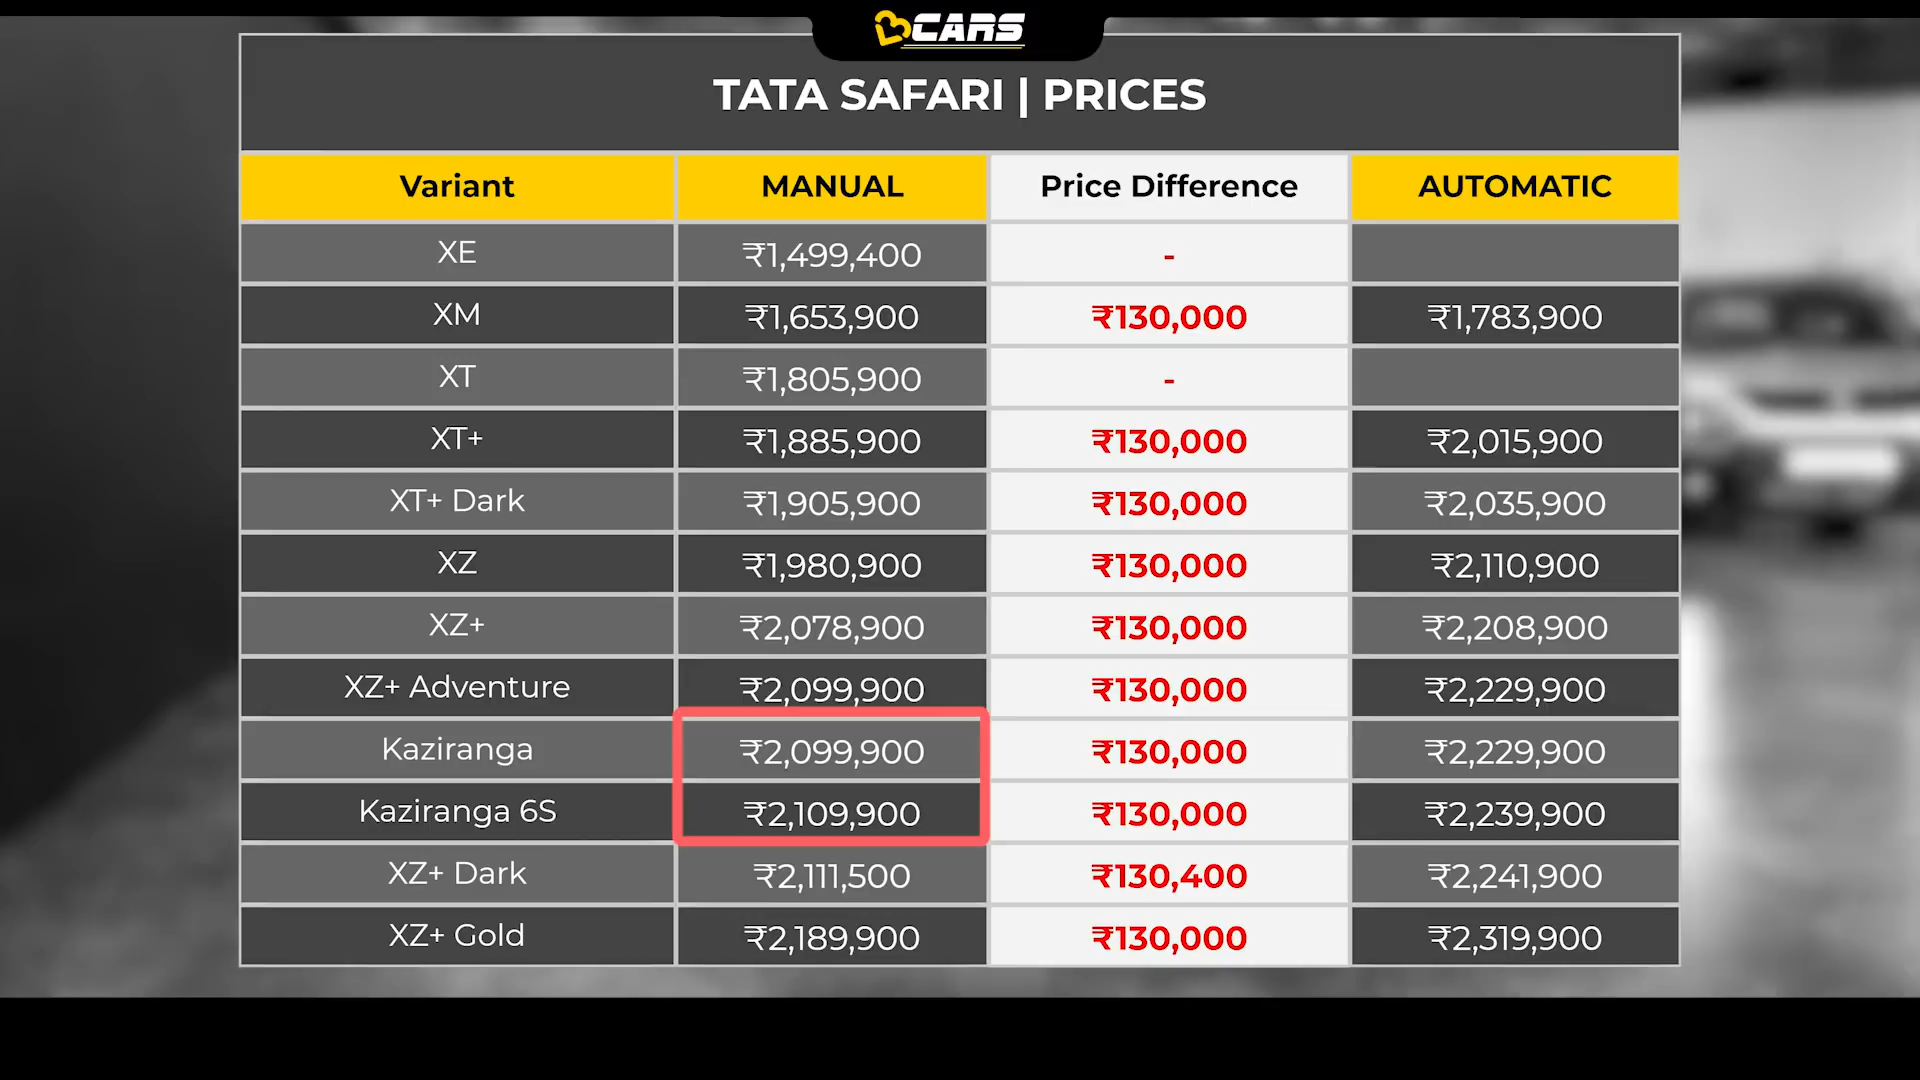 CARS
TATA SAFARI | PRICES
Variant MANUAL Price Difference AUTOMATIC
XE ₹1,499,400 -
XM ₹1,653,900 ₹130,000 ₹1,783,900
XT ₹1,805,900 -
XT+ ₹1,885,900 ₹130,000 ₹2,015,900
XT+ Dark ₹1,905,900 ₹130,000 ₹2,035,900
XZ ₹1,980,900 ₹130,000 ₹2,110,900
XZ+ ₹2,078,900 ₹130,000 ₹2,208,900
XZ+ Adventure ₹2,099,900 ₹130,000 ₹2,229,900
Kaziranga ₹2,099,900 ₹130,000 ₹2,229,900
Kaziranga 6S ₹2,109,900 ₹130,000 ₹2,239,900
XZ+ Dark ₹2,111,500 ₹130,400 ₹2,241,900
XZ+ Gold ₹2,189,900 ₹130,000 ₹2,319,900